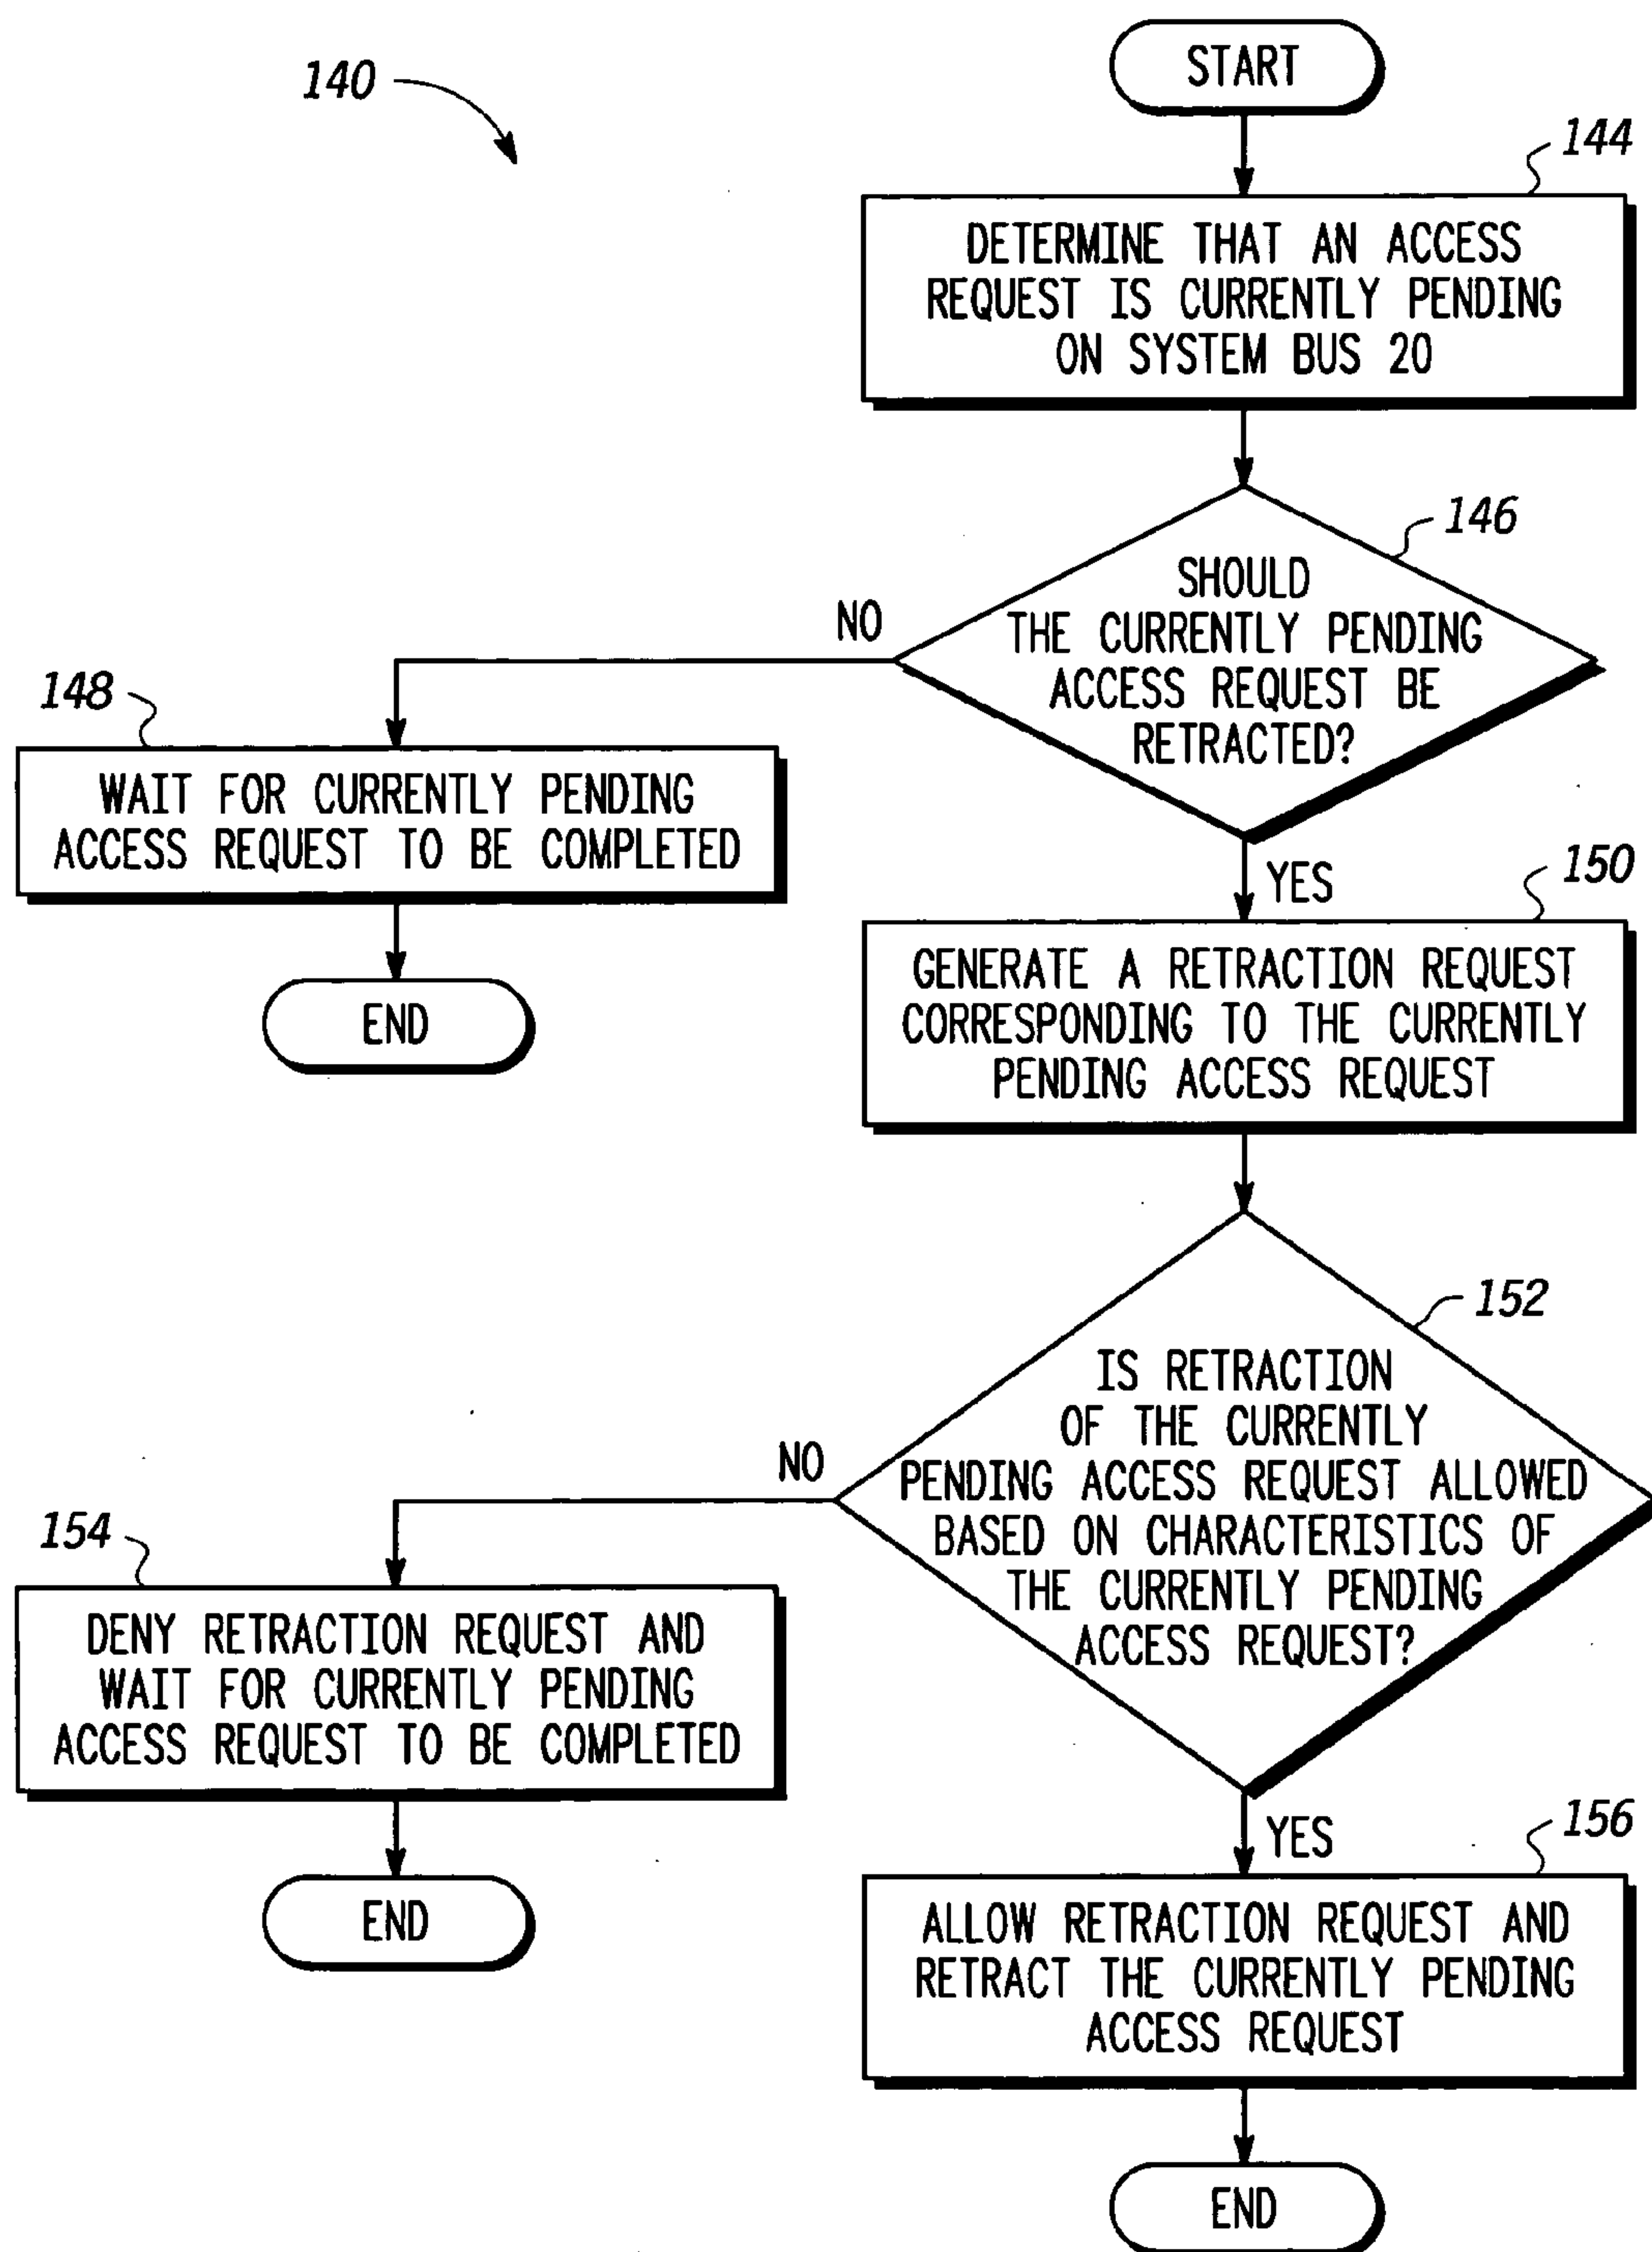 140
START
144
DETERMINE THAT AN ACCESS
REQUEST IS CURRENTLY PENDING
ON SYSTEM BUS 20
146
SHOULD
THE CURRENTLY PENDING
ACCESS REQUEST BE
RETRACTED?
NO
148
WAIT FOR CURRENTLY PENDING
ACCESS REQUEST TO BE COMPLETED
END
YES
150
GENERATE A RETRACTION REQUEST
CORRESPONDING TO THE CURRENTLY
PENDING ACCESS REQUEST
152
IS RETRACTION
OF THE CURRENTLY
PENDING ACCESS REQUEST ALLOWED
BASED ON CHARACTERISTICS OF
THE CURRENTLY PENDING
ACCESS REQUEST?
NO
154
DENY RETRACTION REQUEST AND
WAIT FOR CURRENTLY PENDING
ACCESS REQUEST TO BE COMPLETED
END
YES
156
ALLOW RETRACTION REQUEST AND
RETRACT THE CURRENTLY PENDING
ACCESS REQUEST
END